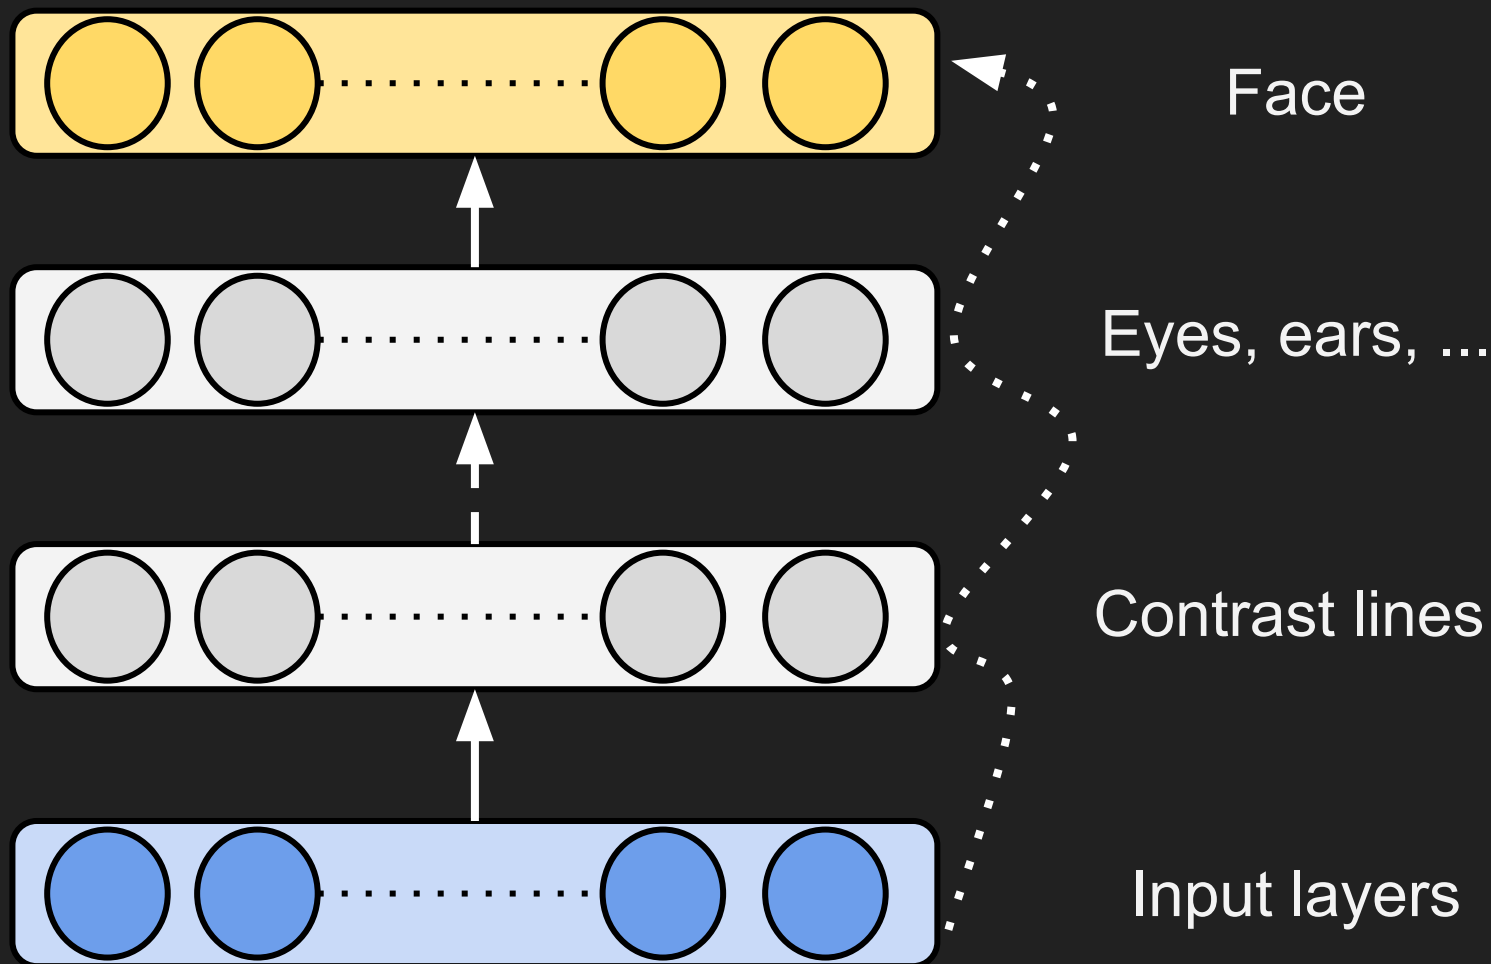 Face
Eyes, ears, ...
Contrast lines
Input layers